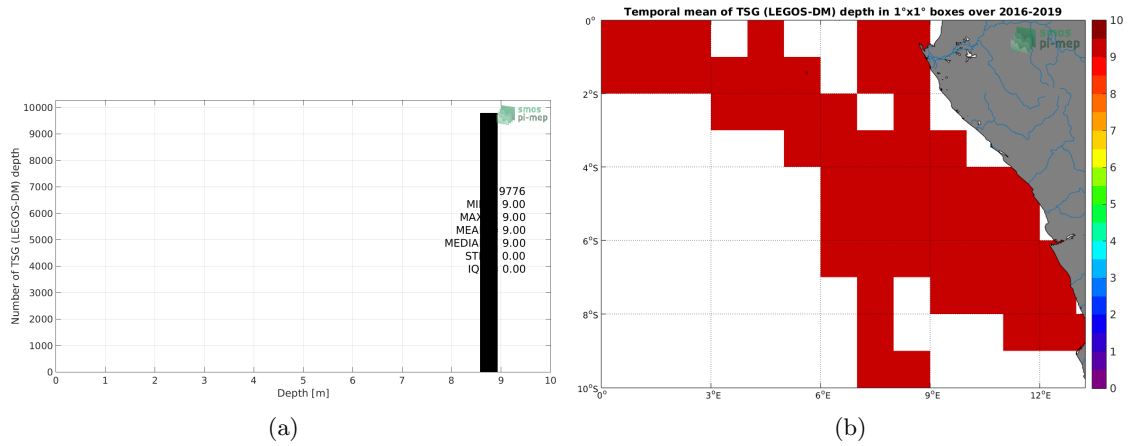 10000
9000
8000
7000
6000
5000
4000
3000
2000
1000
0
Number of TSG (LEGOS-DM) depth
0 1 2 3 4 5 6 7 8 9 10
Depth [m]
smos
pi-mep
9776
9.00
9.00
9.00
9.00
0.00
0.00
(a)
Temporal mean of TSG (LEGOS-DM) depth in 1°x1° boxes over 2016-2019
smos
pi-mep
0°
2°S
4°S
6°S
8°S
10°S
0° 3°E 6°E 9°E 12°E
10
9
8
7
6
5
4
3
2
1
0
(b)